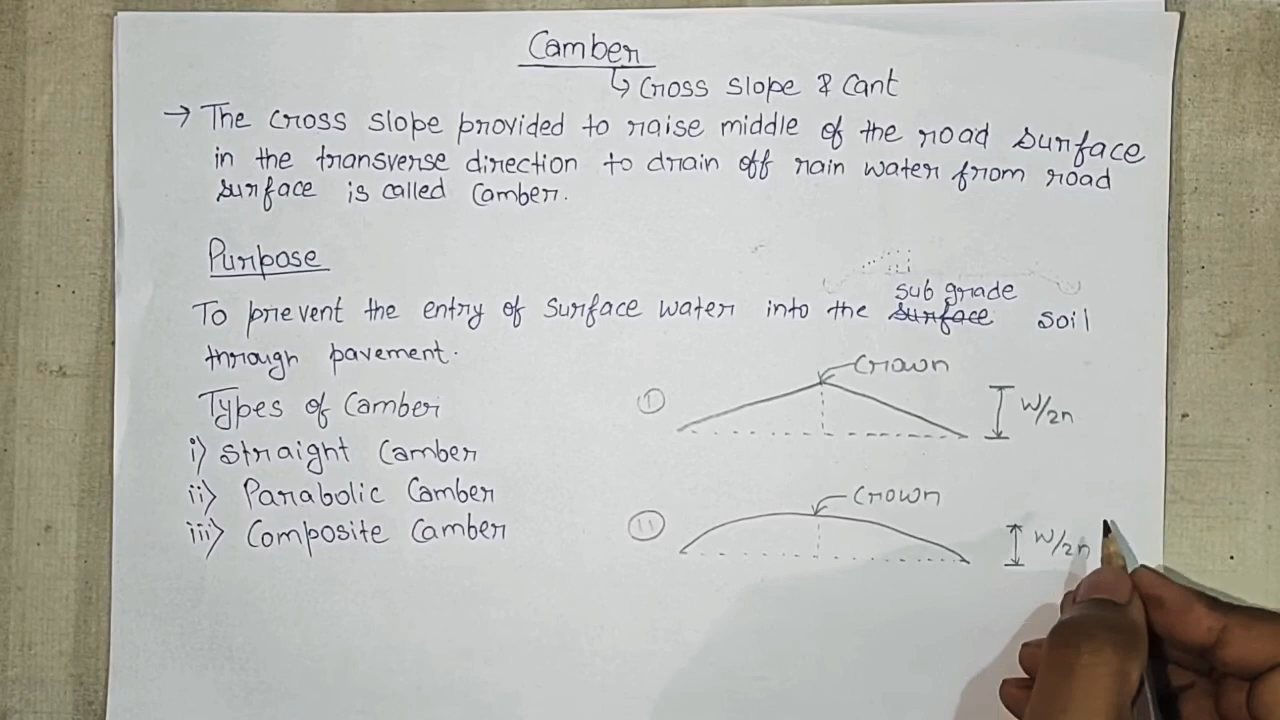 Camber
↳ Cross slope & Cant
→ The cross slope provided to raise middle of the road surface
in the transverse direction to drain off rain water from road
surface is called Camber.
Purpose
sub grade
To prevent the entry of surface water into the surface soil
through pavement.
Types of Camber
i) straight Camber
ii) Parabolic Camber
iii) Composite Camber
Crown
I
W/2n
Crown
II
W/2n